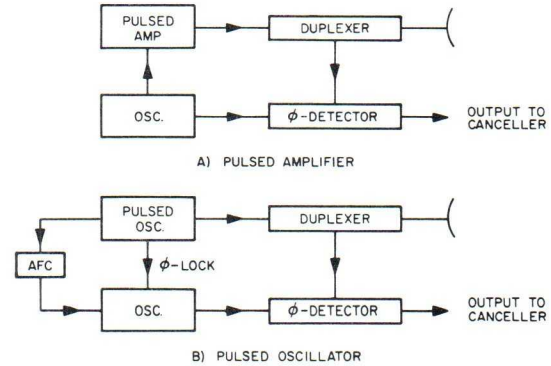 PULSED
AMP
DUPLEXER
OSC.
ϕ-DETECTOR
OUTPUT TO
CANCELLER
A) PULSED AMPLIFIER
PULSED
OSC.
DUPLEXER
AFC
ϕ-LOCK
OSC.
ϕ-DETECTOR
OUTPUT TO
CANCELLER
B) PULSED OSCILLATOR